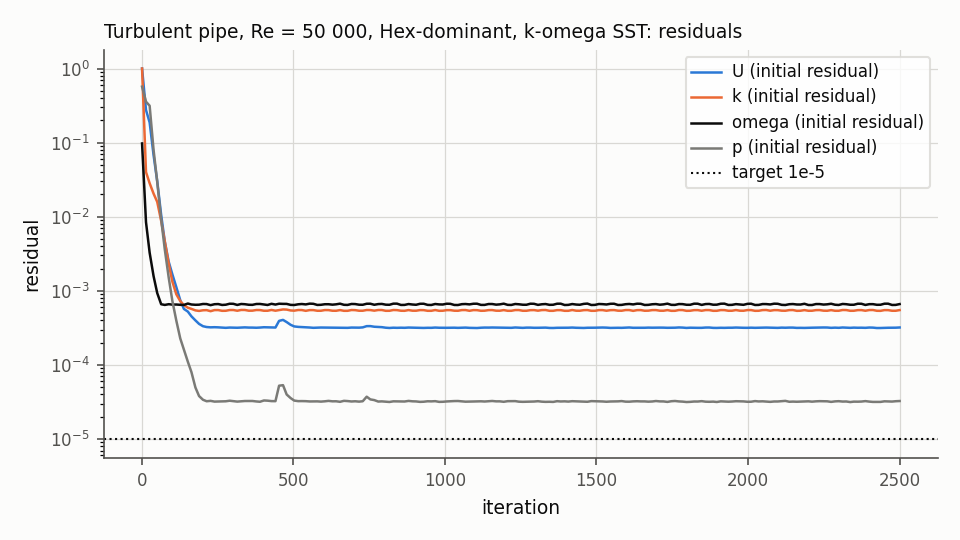 Turbulent pipe, Re = 50 000, Hex-dominant, k-omega SST: residuals
U (initial residual)
k (initial residual)
omega (initial residual)
p (initial residual)
target 1e-5
residual
10⁰
10⁻¹
10⁻²
10⁻³
10⁻⁴
10⁻⁵
0 500 1000 1500 2000 2500
iteration